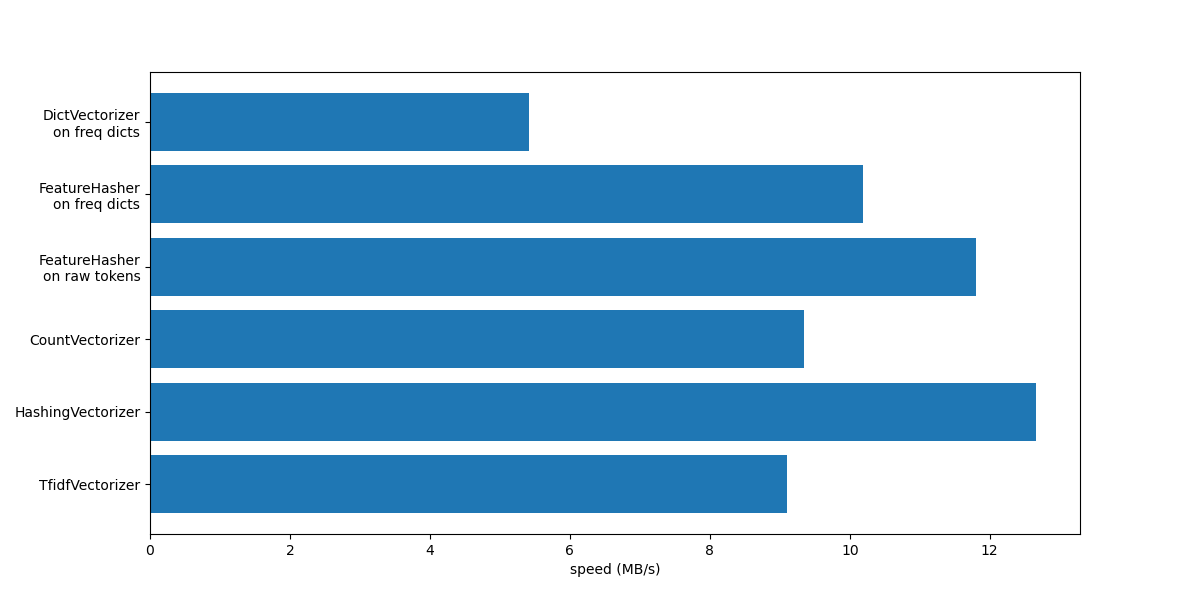 DictVectorizer
on freq dicts
FeatureHasher
on freq dicts
FeatureHasher
on raw tokens
CountVectorizer
HashingVectorizer
TfidfVectorizer
0 2 4 6 8 10 12
speed (MB/s)